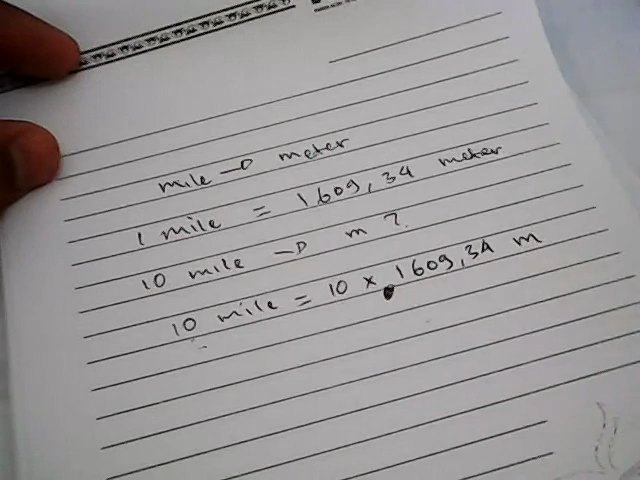 mile → meter
1 mile = 1609,34 meter
10 mile → m ?
10 mile = 10 x 1609,34 m